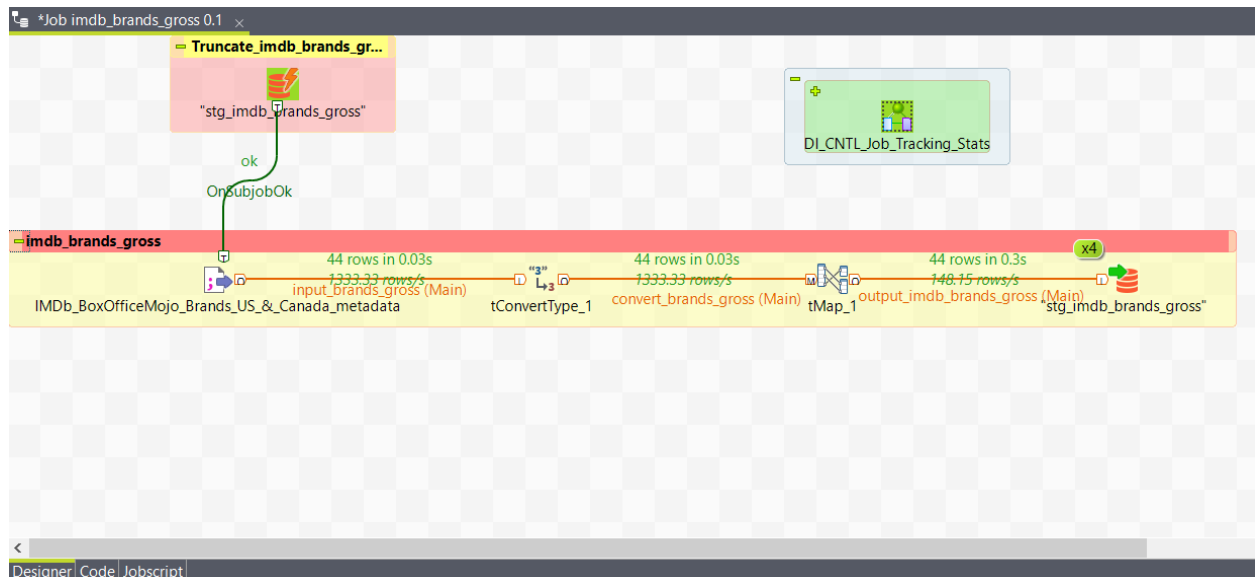 *Job imdb_brands_gross 0.1
Truncate_imdb_brands_gr...
"stg_imdb_brands_gross"
DI_CNTL_Job_Tracking_Stats
ok
OnSubjobOk
imdb_brands_gross
x4
44 rows in 0.03s
1333.33 rows/s
input_brands_gross (Main)
44 rows in 0.03s
1333.33 rows/s
convert_brands_gross (Main)
44 rows in 0.3s
148.15 rows/s
output_imdb_brands_gross (Main)
IMDb_BoxOfficeMojo_Brands_US_&_Canada_metadata
tConvertType_1
tMap_1
"stg_imdb_brands_gross"
Designer Code Jobscript